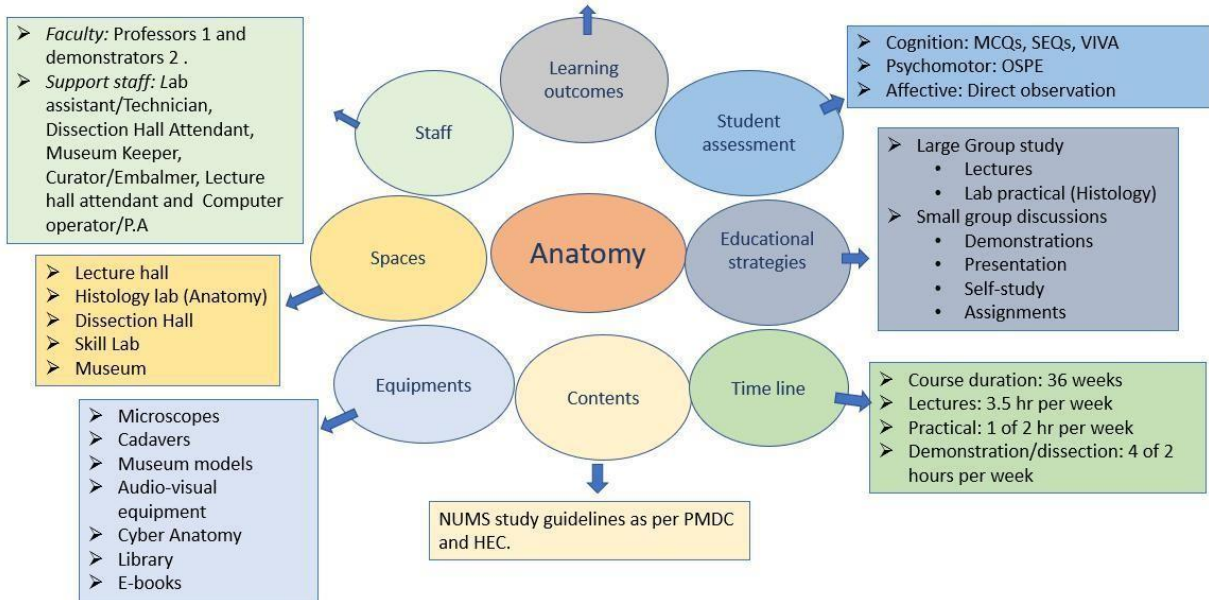 ➢ Faculty: Professors 1 and
demonstrators 2 .
➢ Support staff: Lab
assistant/Technician,
Dissection Hall Attendant,
Museum Keeper,
Curator/Embalmer, Lecture
hall attendant and Computer
operator/P.A
Staff
Learning
outcomes
Student
assessment
➢ Cognition: MCQs, SEQs, VIVA
➢ Psychomotor: OSPE
➢ Affective: Direct observation
Spaces
➢ Lecture hall
➢ Histology lab (Anatomy)
➢ Dissection Hall
➢ Skill Lab
➢ Museum
Anatomy
Educational
strategies
➢ Large Group study
• Lectures
• Lab practical (Histology)
➢ Small group discussions
• Demonstrations
• Presentation
• Self-study
• Assignments
Equipments
➢ Microscopes
➢ Cadavers
➢ Museum models
➢ Audio-visual
equipment
➢ Cyber Anatomy
➢ Library
➢ E-books
Contents
NUMS study guidelines as per PMDC
and HEC.
Time line
➢ Course duration: 36 weeks
➢ Lectures: 3.5 hr per week
➢ Practical: 1 of 2 hr per week
➢ Demonstration/dissection: 4 of 2
hours per week